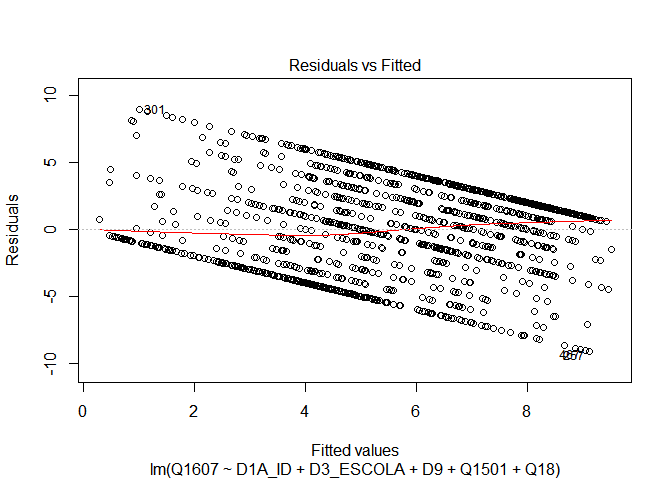 Residuals vs Fitted
Residuals
10
5
0
-5
-10
301
0
2
4
6
8
Fitted values
lm(Q1607 ~ D1A_ID + D3_ESCOLA + D9 + Q1501 + Q18)